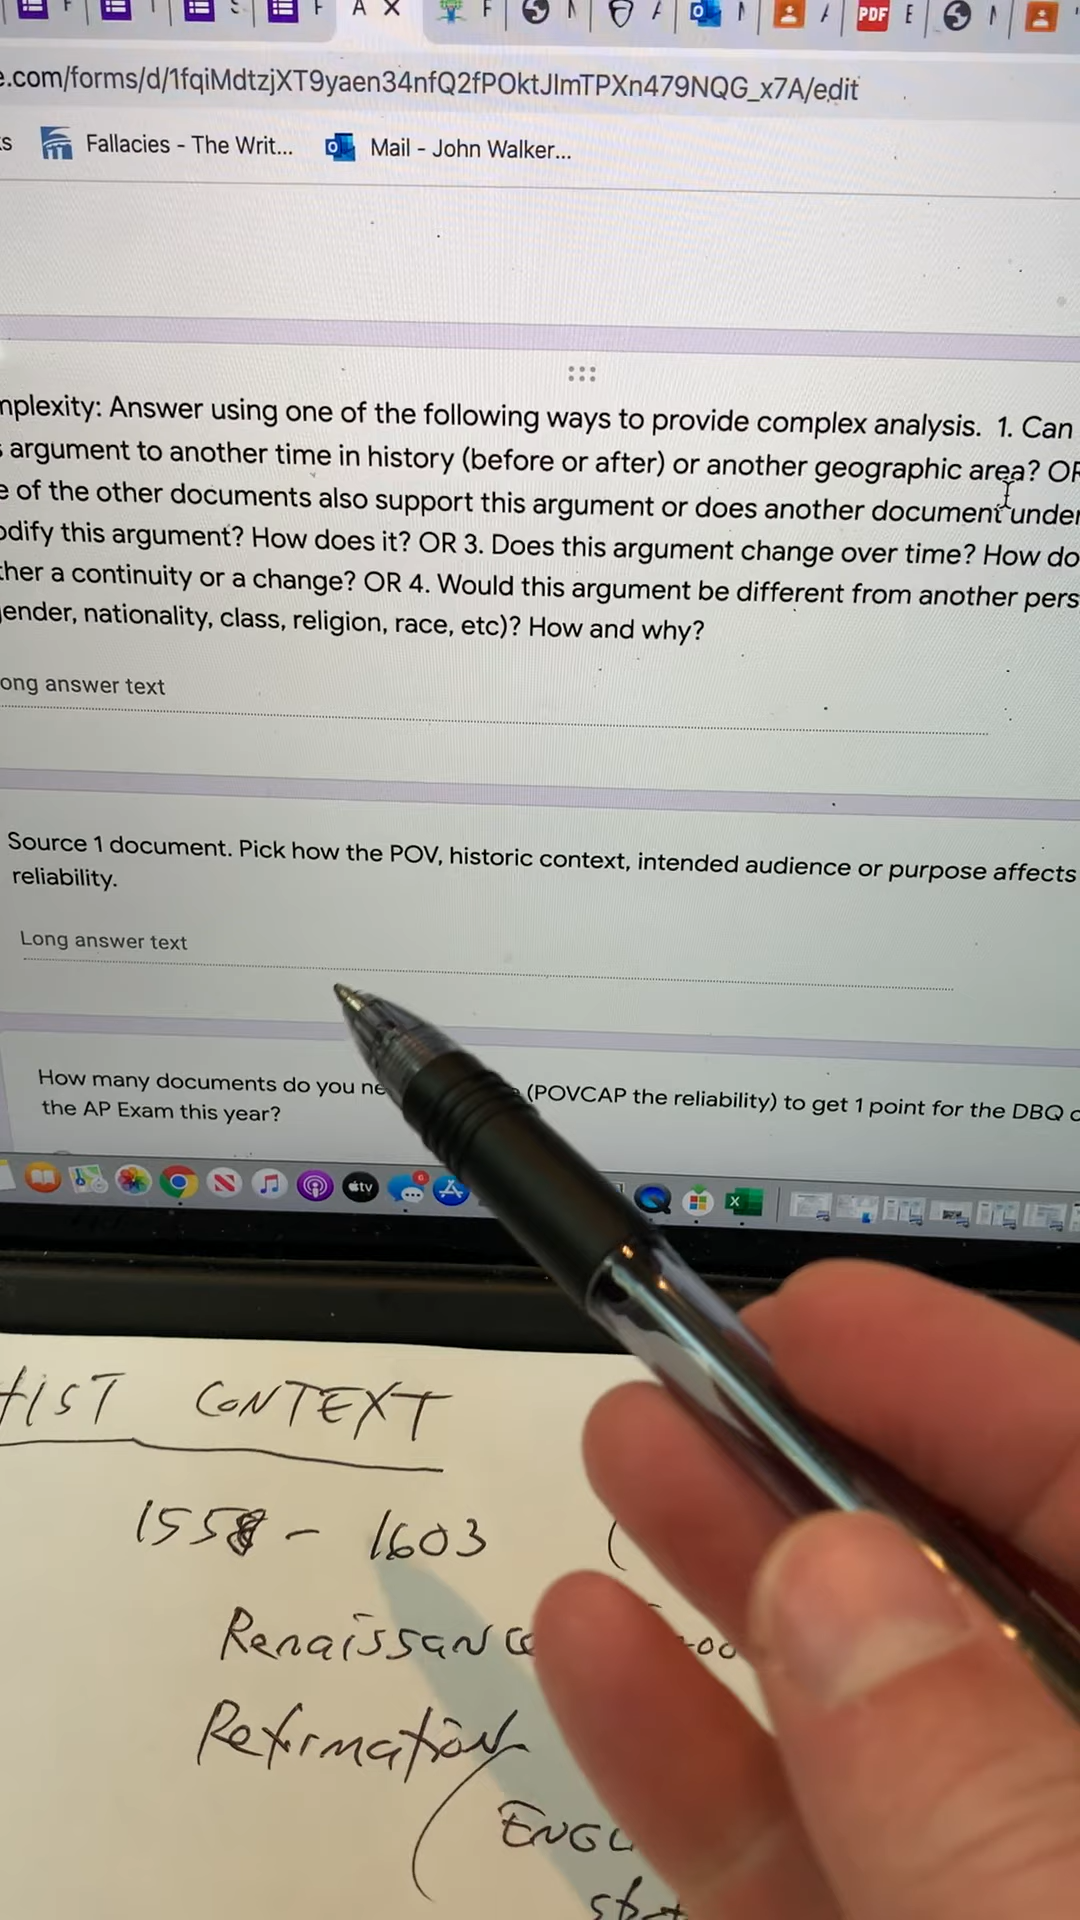 e.com/forms/d/1fqiMdtzjXT9yaen34nfQ2fPOktJlmTPXn479NQG_x7A/edit
s Fallacies - The Writ... Mail - John Walker...
mplexity: Answer using one of the following ways to provide complex analysis. 1. Can
s argument to another time in history (before or after) or another geographic area? OR
e of the other documents also support this argument or does another document under
odify this argument? How does it? OR 3. Does this argument change over time? How do
ther a continuity or a change? OR 4. Would this argument be different from another pers
gender, nationality, class, religion, race, etc)? How and why?
ong answer text
Source 1 document. Pick how the POV, historic context, intended audience or purpose affects
reliability.
Long answer text
How many documents do you ne (POVCAP the reliability) to get 1 point for the DBQ o
the AP Exam this year?
HIST CONTEXT
1558 - 1603 (
Renaissance
Reformation
( ENGL